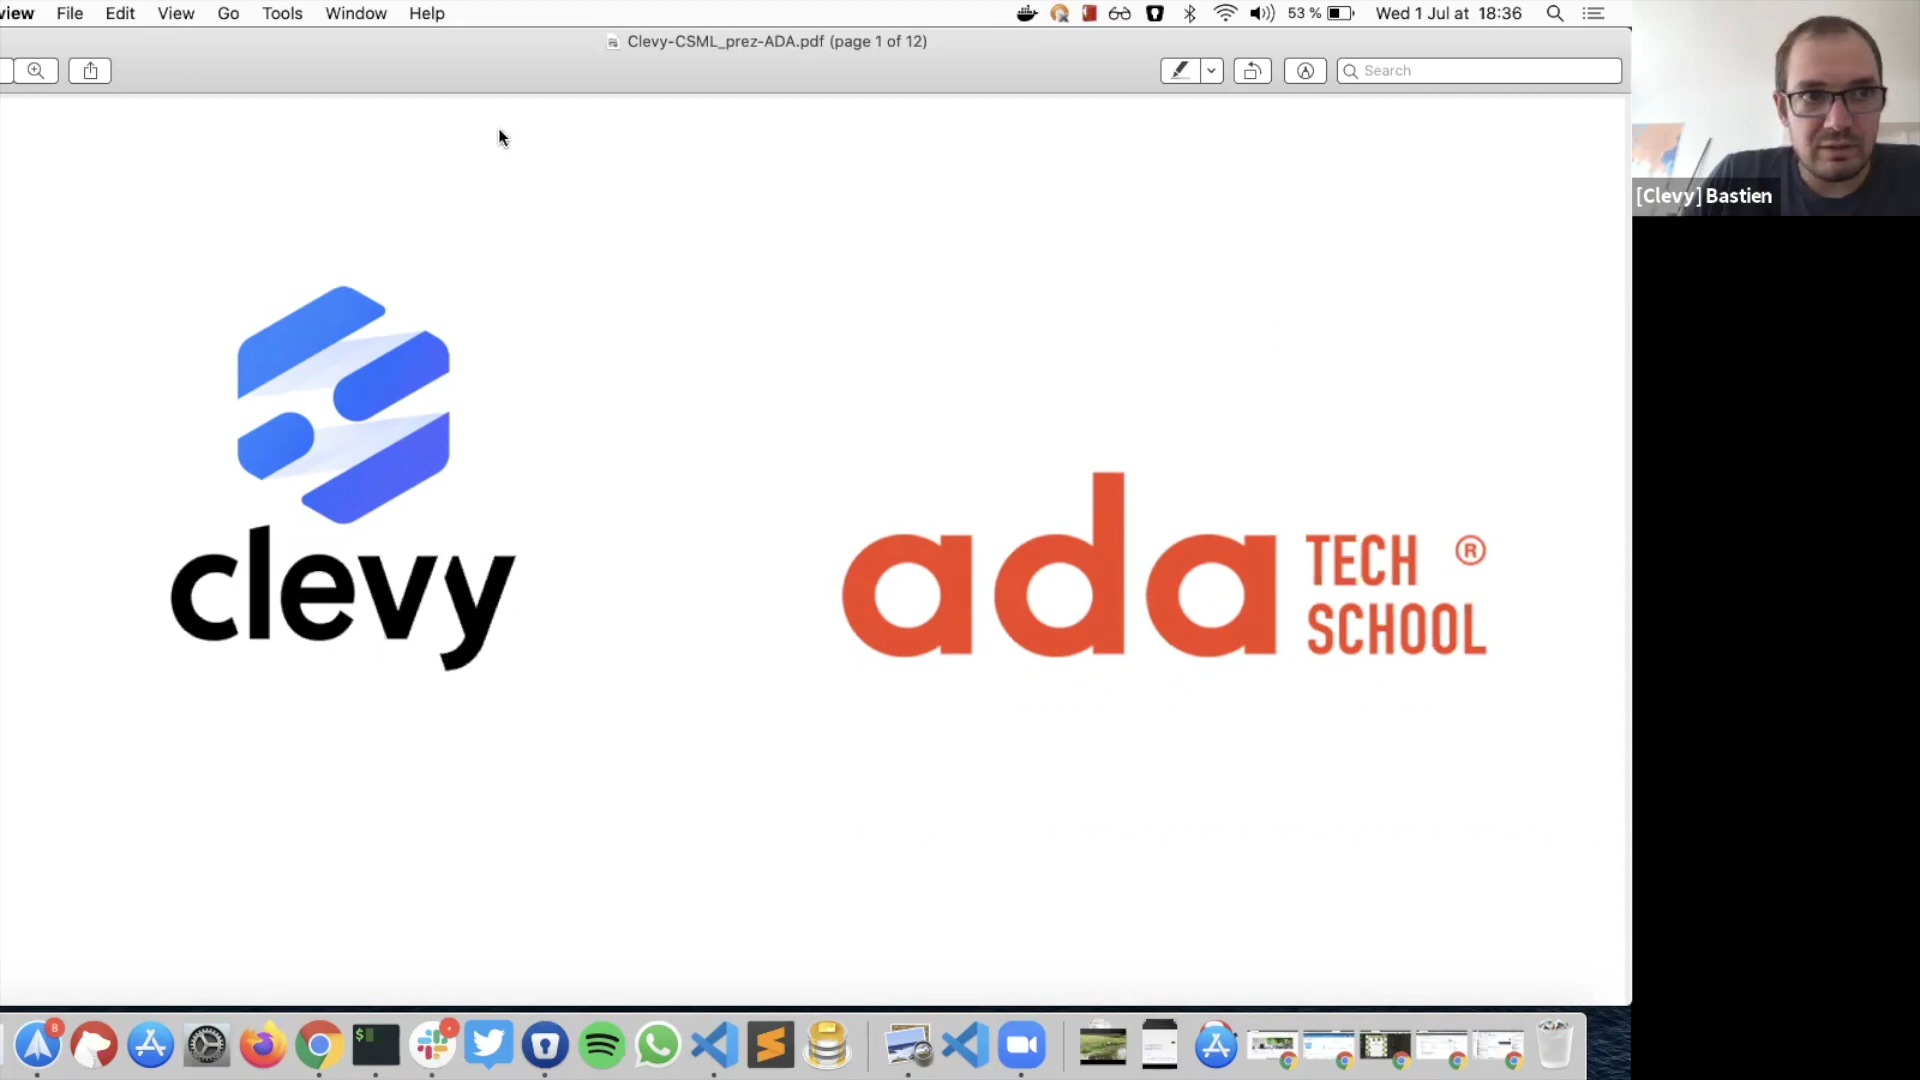 view File Edit View Go Tools Window Help 53 % Wed 1 Jul at 18:36
Clevy-CSML_prez-ADA.pdf (page 1 of 12)
Search
[Clevy] Bastien
clevy
ada TECH SCHOOL ®
8
$